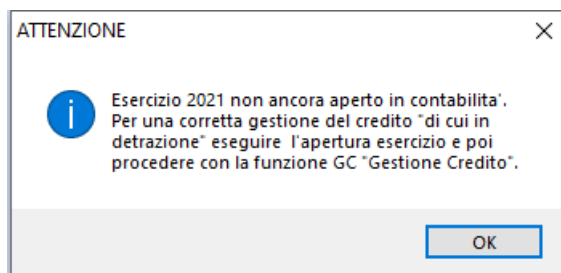 ATTENZIONE
Esercizio 2021 non ancora aperto in contabilita'.
Per una corretta gestione del credito "di cui in
detrazione" eseguire l'apertura esercizio e poi
procedere con la funzione GC "Gestione Credito".
OK